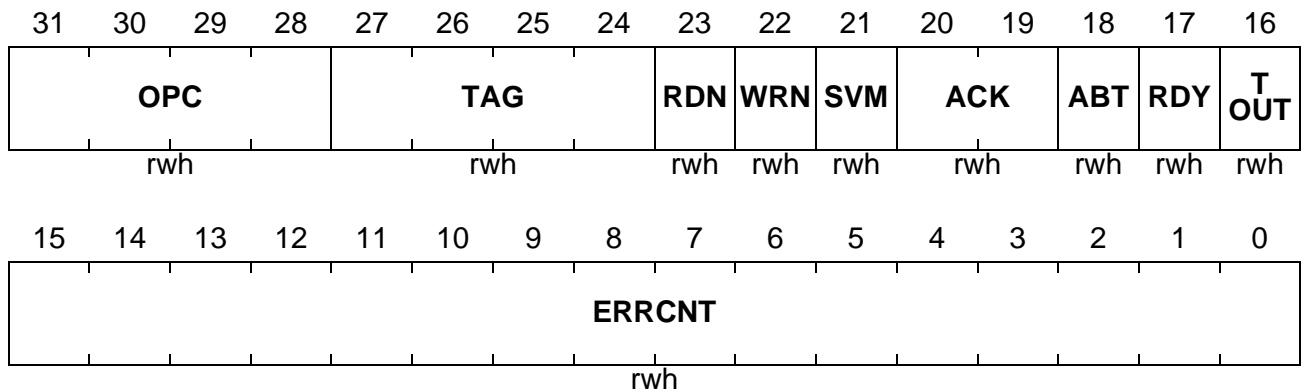 31 30 29 28 27 26 25 24 23 22 21 20 19 18 17 16
OPC TAG RDN WRN SVM ACK ABT RDY T
OUT
rwh rwh rwh rwh rwh rwh rwh rwh rwh
15 14 13 12 11 10 9 8 7 6 5 4 3 2 1 0
ERRCNT
rwh